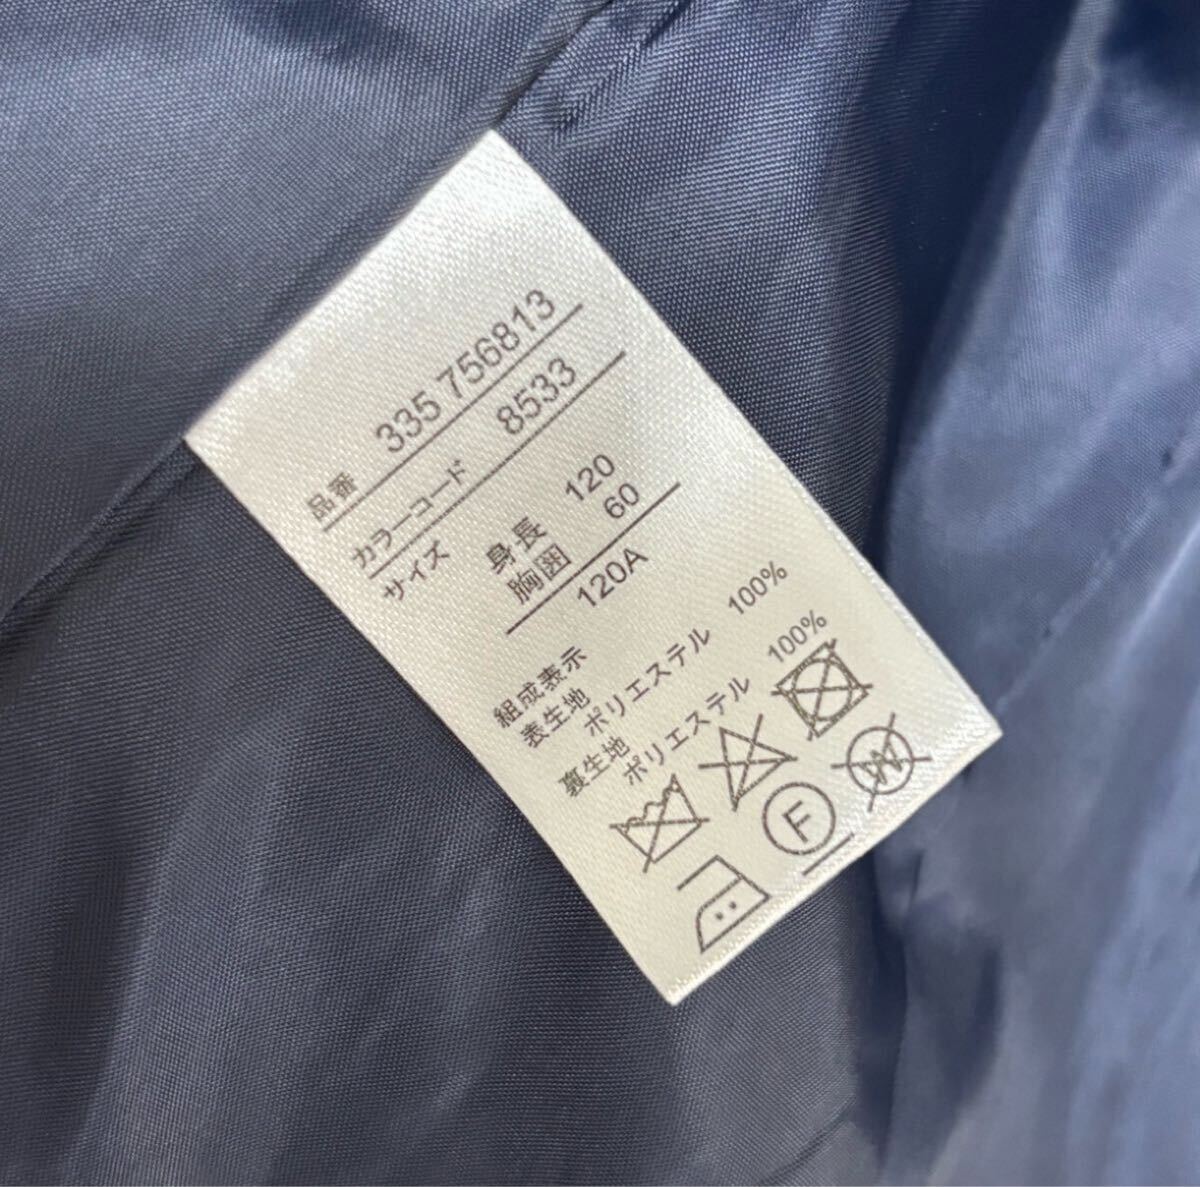 品番 335 756813
カラーコード 8533
サイズ 身長 120
胸囲 60
120A
組成表示
表生地
ポリエステル 100%
裏生地
ポリエステル 100%
F
W